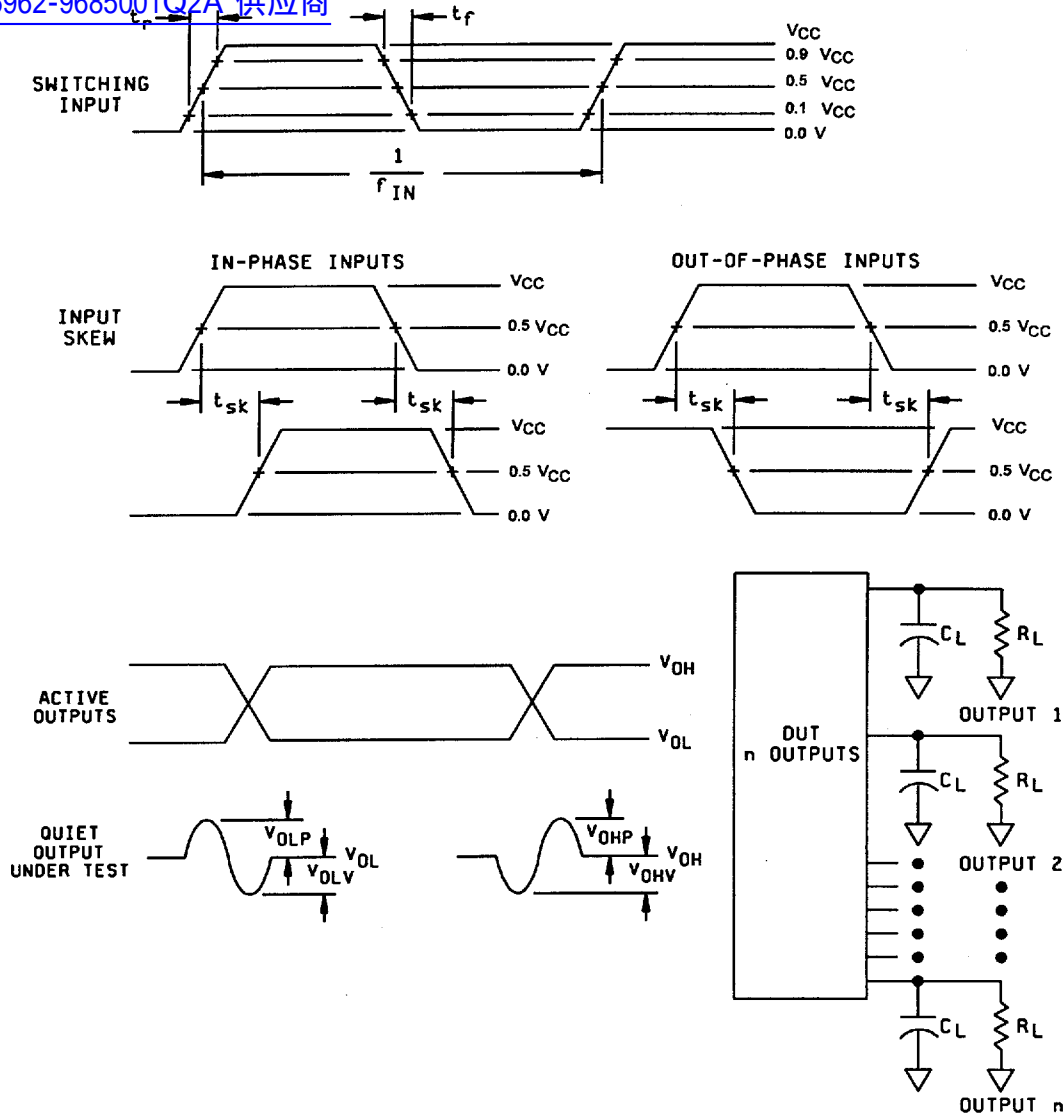 5962-9685001Q2A 供应商
tr
tf
VCC
0.9 VCC
SWITCHING
INPUT
0.5 VCC
0.1 VCC
0.0 V
1
fIN
IN-PHASE INPUTS
OUT-OF-PHASE INPUTS
INPUT
SKEW
VCC
0.5 VCC
0.0 V
VCC
0.5 VCC
0.0 V
tsk
tsk
tsk
tsk
VCC
0.5 VCC
0.0 V
VCC
0.5 VCC
0.0 V
ACTIVE
OUTPUTS
VOH
VOL
QUIET
OUTPUT
UNDER TEST
VOLP
VOL
VOLV
VOHP
VOH
VOHV
DUT
n OUTPUTS
CL
RL
OUTPUT 1
CL
RL
OUTPUT 2
CL
RL
OUTPUT n